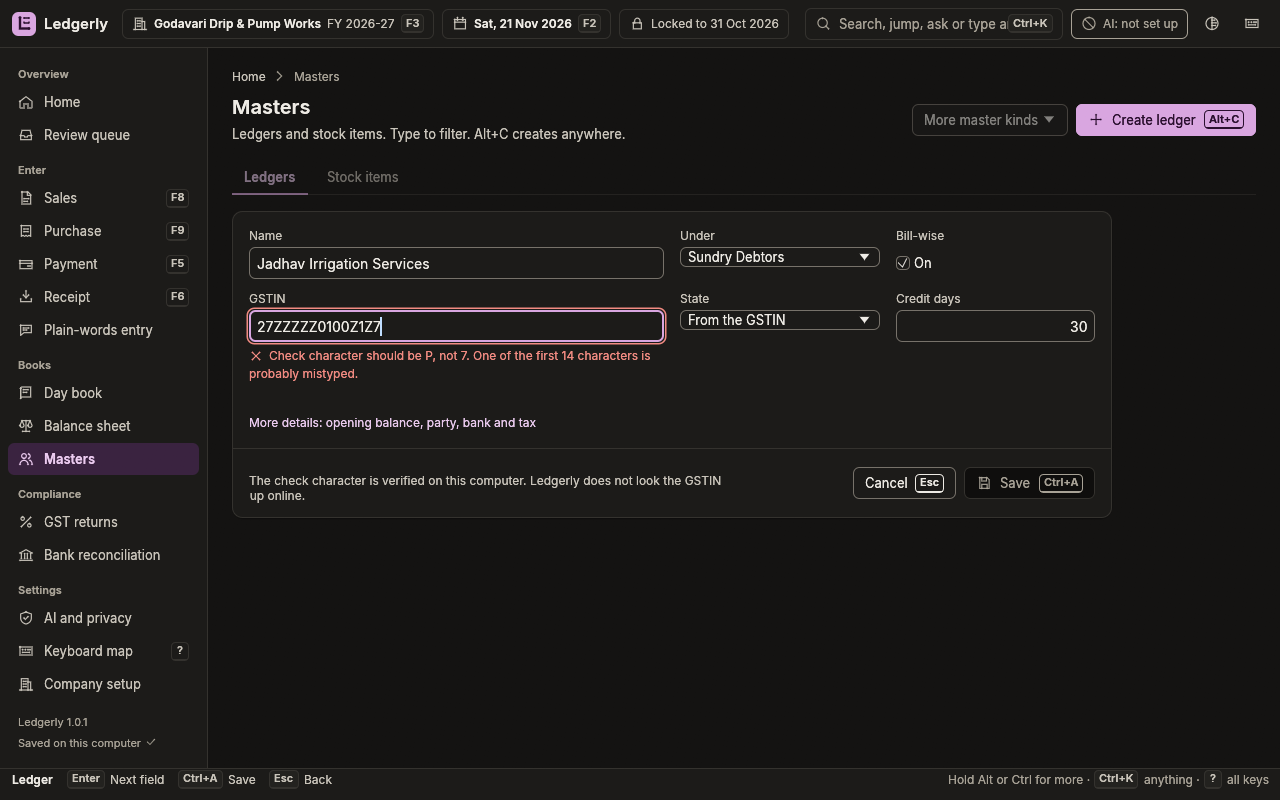 Ledgerly
Godavari Drip & Pump Works FY 2026-27 F3
Sat, 21 Nov 2026 F2
Locked to 31 Oct 2026
Search, jump, ask or type a Ctrl+K
AI: not set up
Overview
Home
Review queue
Enter
Sales F8
Purchase F9
Payment F5
Receipt F6
Plain-words entry
Books
Day book
Balance sheet
Masters
Compliance
GST returns
Bank reconciliation
Settings
AI and privacy
Keyboard map ?
Company setup
Ledgerly 1.0.1
Saved on this computer
Home Masters
Masters
Ledgers and stock items. Type to filter. Alt+C creates anywhere.
More master kinds
Create ledger Alt+C
Ledgers Stock items
Name
Jadhav Irrigation Services
Under
Sundry Debtors
Bill-wise
On
GSTIN
27ZZZZZ0100Z1Z7
Check character should be P, not 7. One of the first 14 characters is
probably mistyped.
State
From the GSTIN
Credit days
30
More details: opening balance, party, bank and tax
The check character is verified on this computer. Ledgerly does not look the GSTIN
up online.
Cancel Esc
Save Ctrl+A
Ledger Enter Next field Ctrl+A Save Esc Back
Hold Alt or Ctrl for more · Ctrl+K anything · ? all keys